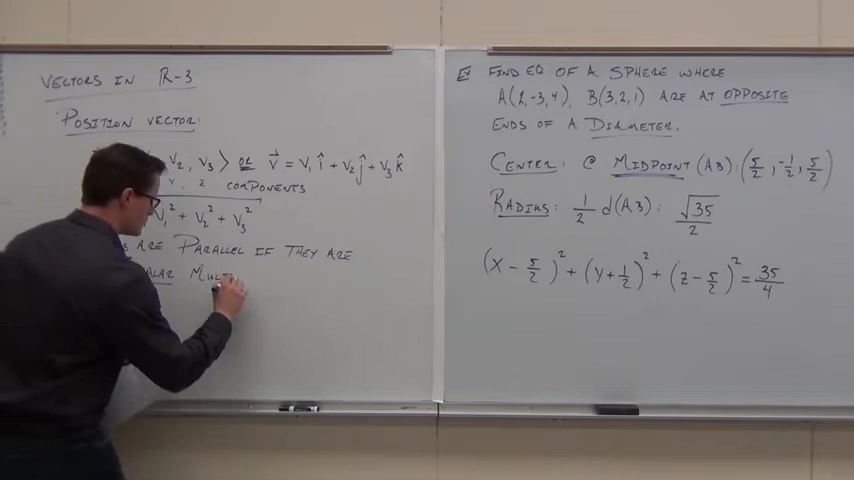 VECTORS IN R-3
POSITION VECTOR:
V₂, V₃ > OR V⃗ = V₁ î + V₂ ĵ + V₃ k̂
Y, Z COMPONENTS
V₁² + V₂² + V₃²
ARE PARALLEL IF THEY ARE
MULT
EX FIND EQ OF A SPHERE WHERE
A(2,-3,4), B(3,2,1) ARE AT OPPOSITE
ENDS OF A DIAMETER.
CENTER: @ MIDPOINT (AB): (5/2, -1/2, 5/2)
RADIUS: 1/2 d(AB): √35/2
(X - 5/2)² + (Y + 1/2)² + (Z - 5/2)² = 35/4